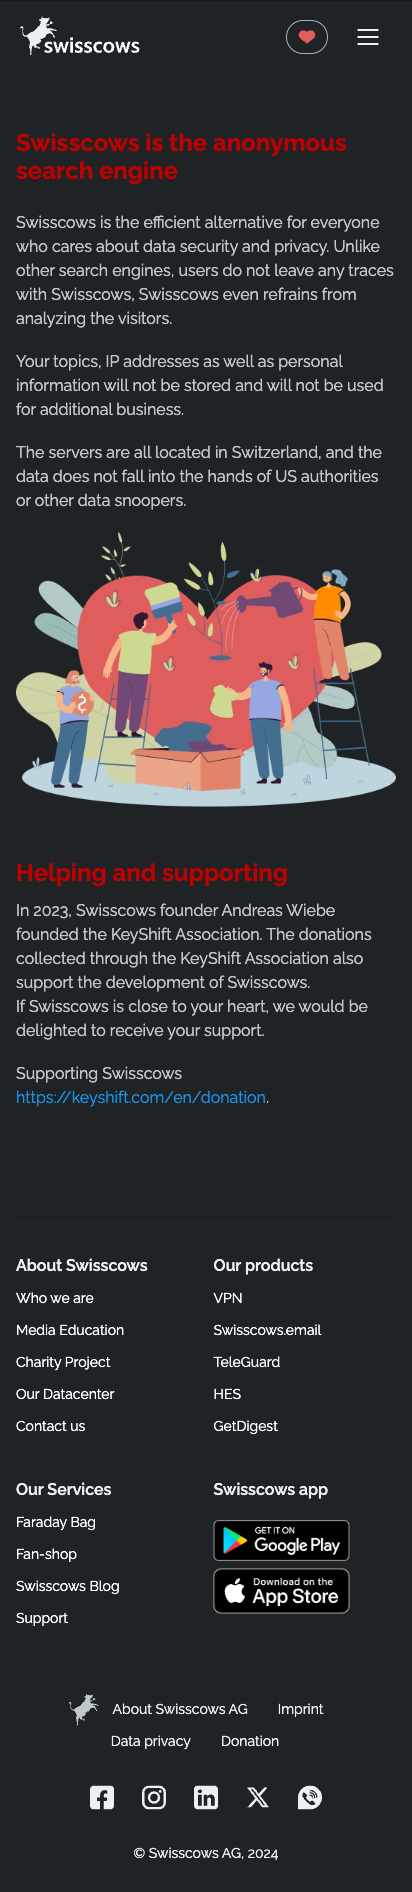 swisscows
Swisscows is the anonymous
search engine
Swisscows is the efficient alternative for everyone
who cares about data security and privacy. Unlike
other search engines, users do not leave any traces
with Swisscows, Swisscows even refrains from
analyzing the visitors.
Your topics, IP addresses as well as personal
information will not be stored and will not be used
for additional business.
The servers are all located in Switzerland, and the
data does not fall into the hands of US authorities
or other data snoopers.
Helping and supporting
In 2023, Swisscows founder Andreas Wiebe
founded the KeyShift Association. The donations
collected through the KeyShift Association also
support the development of Swisscows.
If Swisscows is close to your heart, we would be
delighted to receive your support.
Supporting Swisscows
https://keyshift.com/en/donation.
About Swisscows
Who we are
Media Education
Charity Project
Our Datacenter
Contact us
Our products
VPN
Swisscows.email
TeleGuard
HES
GetDigest
Our Services
Faraday Bag
Fan-shop
Swisscows Blog
Support
Swisscows app
GET IT ON
Google Play
Download on the
App Store
About Swisscows AG Imprint
Data privacy Donation
© Swisscows AG, 2024